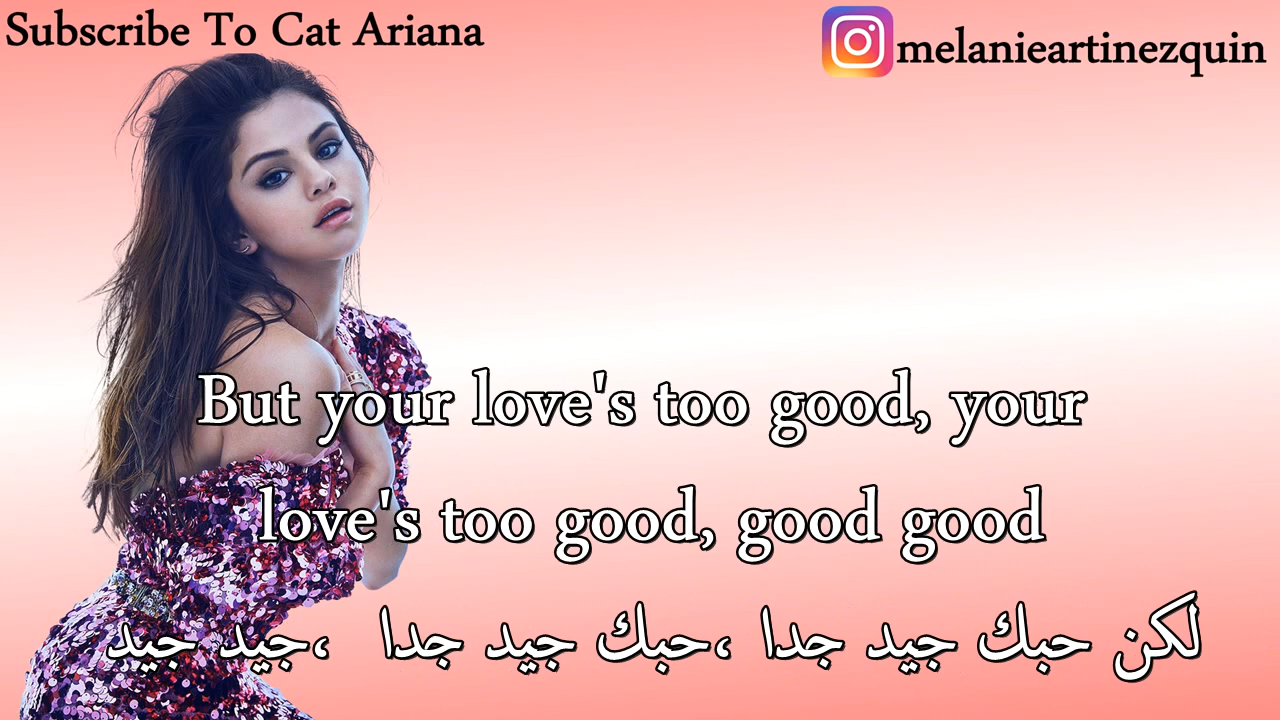 Subscribe To Cat Ariana
melanieartinezquin
But your love's too good, your
love's too good, good good
لكن حبك جيد جدا ،حبك جيد جدا ،جيد جيد